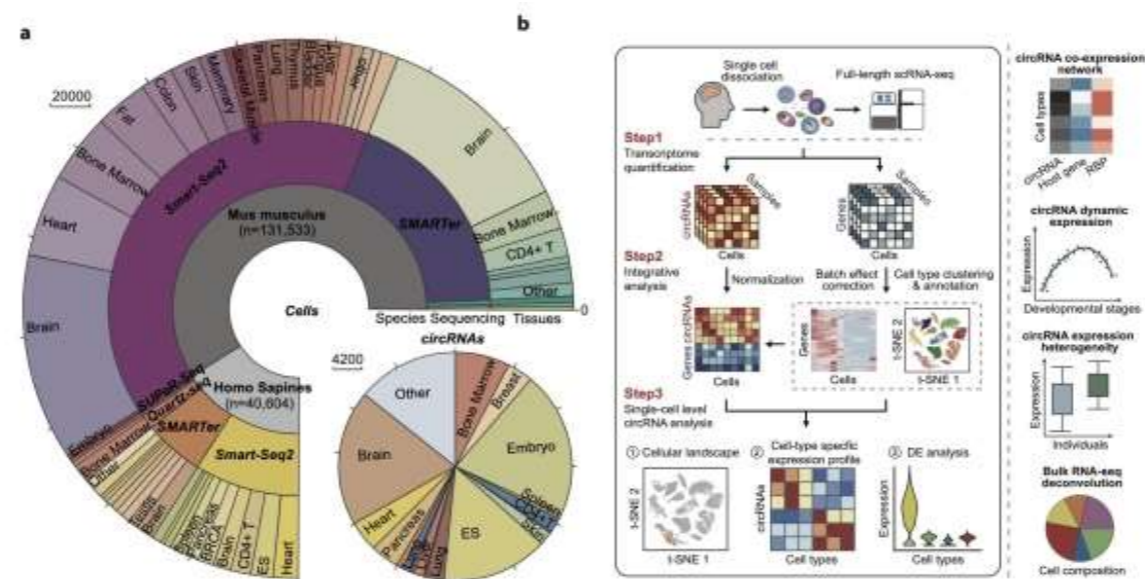 a
20000
Brain
Heart
Bone Marrow
Fat
Colon
Skin
Mammary
Skeletal Muscle
Pancreas
Lung
Thymus
Bladder
Tongue
Liver
Brain
Bone Marrow
CD4+ T
Other
0
Smart-Seq2
SMARTer
Mus musculus
(n=131,533)
Cells
Species Sequencing Tissues
SUPeR-Seq
Quartz-seq
Homo Sapines
(n=40,604)
SMARTer
Smart-Seq2
Embryo
Bone Marrow
Other
Brain
BRCA
Brain
CD4+ T
ES
Heart
circRNAs
4200
Other
Bone Marrow
Breast
Embryo
Spleen
CD4+T
ES
Lung
Pancreas
Heart
Brain
b
Single cell
dissociation
Full-length scRNA-seq
Step1
Transcriptome
quantification
circRNAs
Samples
Cells
Genes
Samples
Cells
Step2
Integrative
analysis
Normalization
Batch effect
correction
Cell type clustering
& annotation
Genes circRNAs
Cells
Genes
Cells
t-SNE 2
t-SNE 1
Step3
Single-cell level
circRNA analysis
① Cellular landscape
t-SNE 2
t-SNE 1
② Cell-type specific
expression profile
circRNAs
Cell types
③ DE analysis
Expression
Cell types
circRNA co-expression
network
Cell types
circRNA
Host gene
RBP
circRNA dynamic
expression
Expression
Developmental stages
circRNA expression
heterogeneity
Expression
Individuals
Bulk RNA-seq
deconvolution
Cell composition